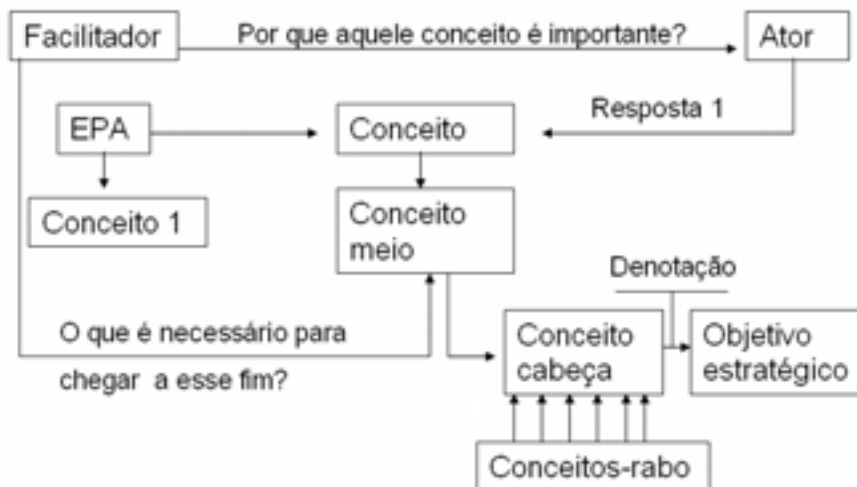 Facilitador
Por que aquele conceito é importante?
Ator
Resposta 1
EPA
Conceito
Conceito 1
Conceito
meio
Denotação
O que é necessário para
chegar a esse fim?
Conceito
cabeça
Objetivo
estratégico
Conceitos-rabo